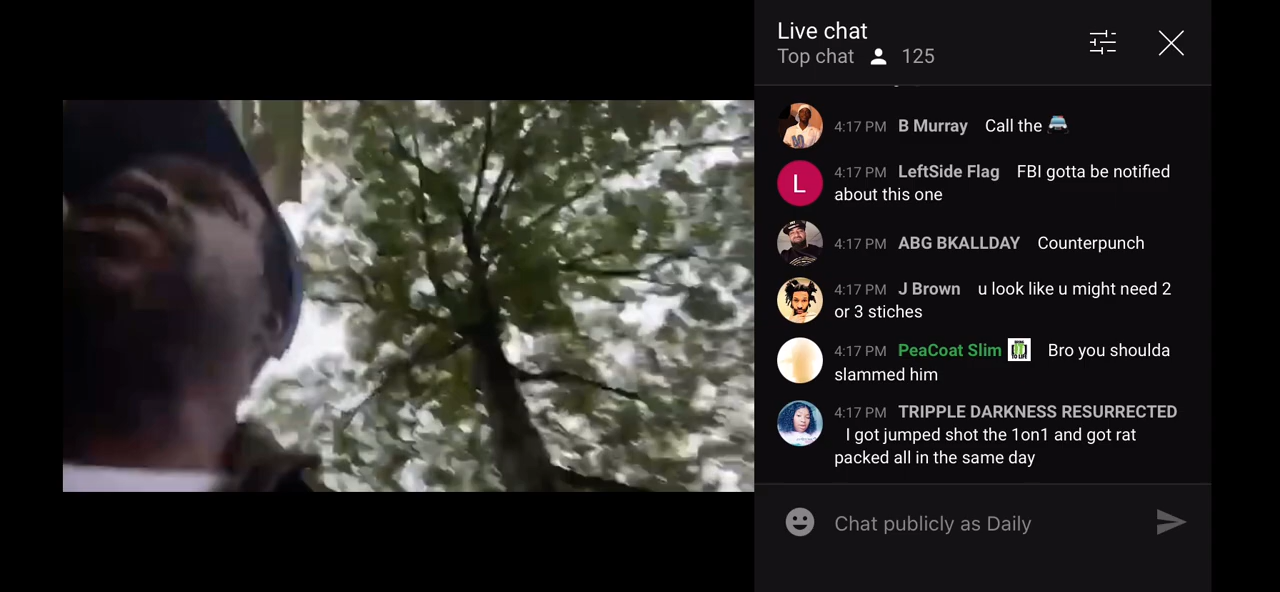 Live chat
Top chat 125
4:17 PM B Murray Call the
4:17 PM LeftSide Flag FBI gotta be notified
about this one
L
4:17 PM ABG BKALLDAY Counterpunch
4:17 PM J Brown u look like u might need 2
or 3 stiches
4:17 PM PeaCoat Slim Bro you shoulda
slammed him
4:17 PM TRIPPLE DARKNESS RESURRECTED
I got jumped shot the 1on1 and got rat
packed all in the same day
Chat publicly as Daily